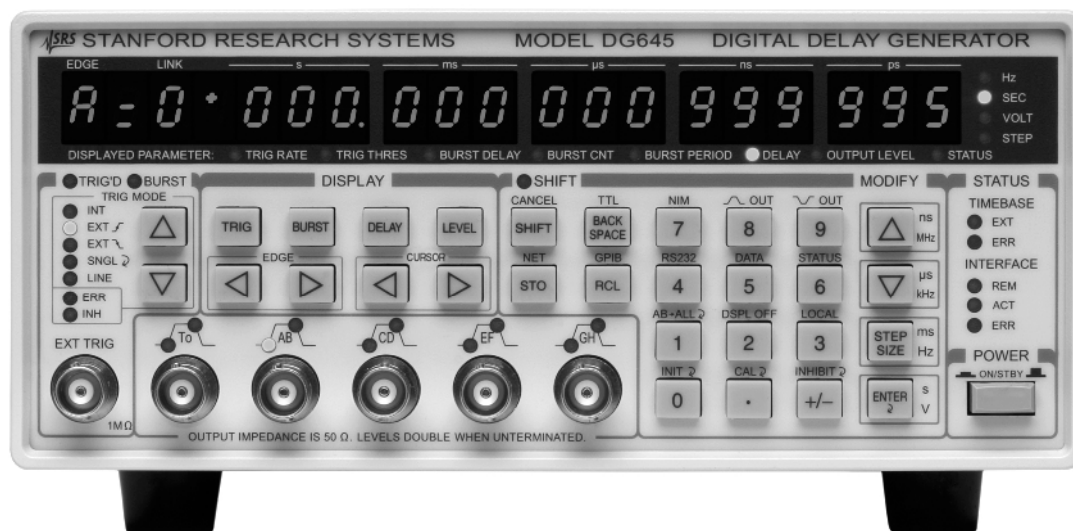 SRS STANFORD RESEARCH SYSTEMS MODEL DG645 DIGITAL DELAY GENERATOR
EDGE LINK s ms µs ns ps
A = 0 + 000. 000 000 999 995
Hz
SEC
VOLT
STEP
DISPLAYED PARAMETER: TRIG RATE TRIG THRES BURST DELAY BURST CNT BURST PERIOD DELAY OUTPUT LEVEL STATUS
TRIG'D BURST
TRIG MODE
INT
EXT
EXT
SNGL
LINE
ERR
INH
DISPLAY
TRIG BURST DELAY LEVEL
EDGE CURSOR
SHIFT MODIFY
CANCEL TTL NIM OUT OUT
SHIFT BACK SPACE 7 8 9 ns MHz
NET GPIB RS232 DATA STATUS
STO RCL 4 5 6 µs kHz
AB-ALL DSPL OFF LOCAL
1 2 3 STEP SIZE ms Hz
INIT CAL INHIBIT
0 . +/– ENTER s V
STATUS
TIMEBASE
EXT
ERR
INTERFACE
REM
ACT
ERR
POWER
ON/STBY
EXT TRIG
1MΩ
To AB CD EF GH
OUTPUT IMPEDANCE IS 50 Ω. LEVELS DOUBLE WHEN UNTERMINATED.